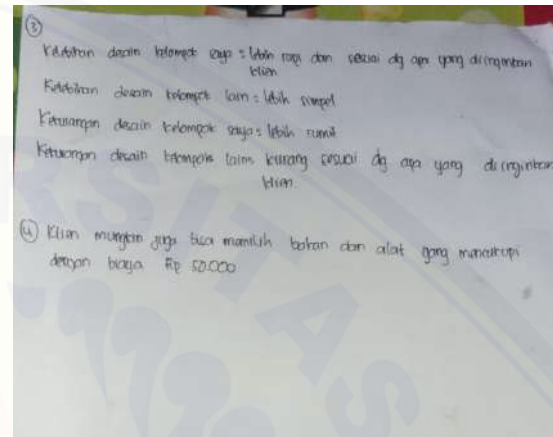 ③
Kelebihan desain kelompok saya = lebih rapi dan sesuai dg apa yang diinginkan
klien
Kelebihan desain kelompok lain = lebih simpel
Kekurangan desain kelompok saya = lebih rumit
Kekurangan desain kelompok lain = kurang sesuai dg apa yang diinginkan
klien
④ Klien mungkin juga bisa memilih bahan dan alat yang mencukupi
dengan biaya Rp 50.000